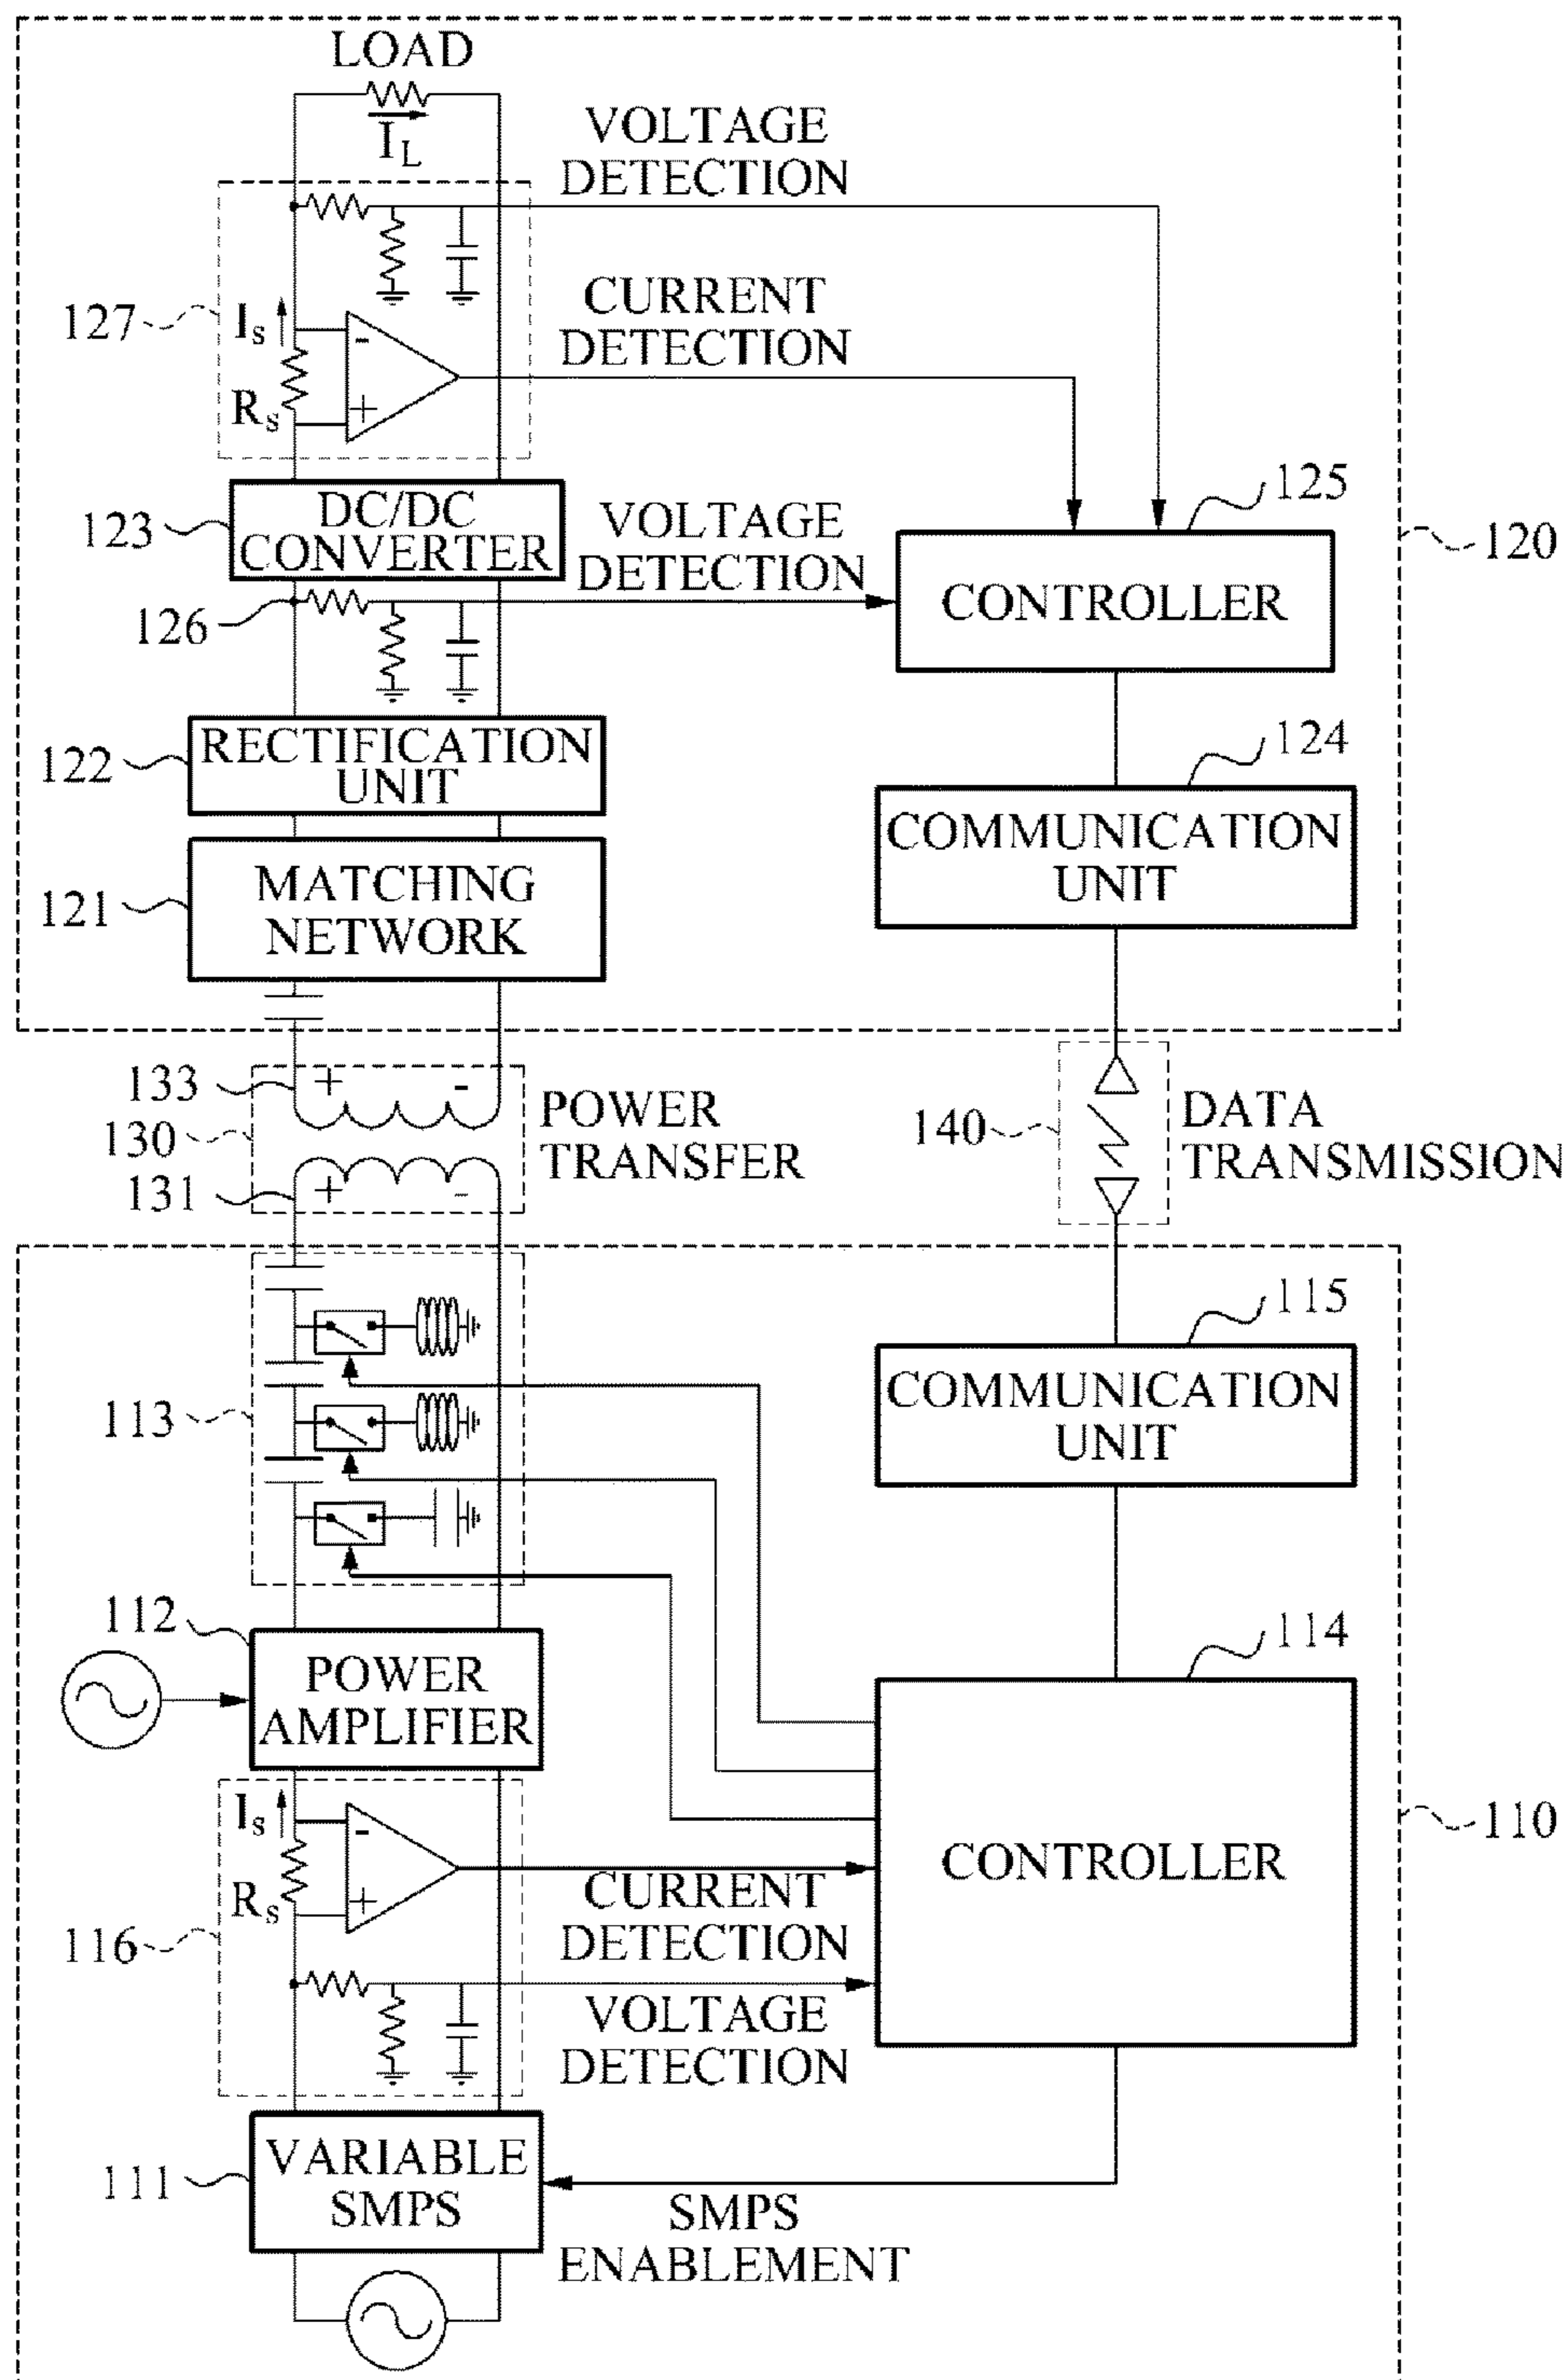 LOAD
I_L
VOLTAGE
DETECTION
127
I_s
R_s
CURRENT
DETECTION
125
123
DC/DC
CONVERTER
VOLTAGE
DETECTION
120
126
CONTROLLER
122
RECTIFICATION
UNIT
124
COMMUNICATION
UNIT
121
MATCHING
NETWORK
133
130
131
POWER
TRANSFER
140
DATA
TRANSMISSION
115
COMMUNICATION
UNIT
113
112
POWER
AMPLIFIER
114
CONTROLLER
110
I_s
R_s
116
CURRENT
DETECTION
VOLTAGE
DETECTION
111
VARIABLE
SMPS
SMPS
ENABLEMENT